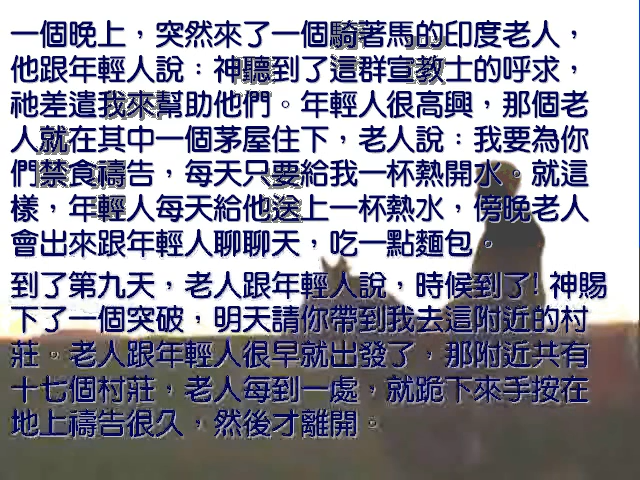 一個晚上，突然來了一個騎著馬的印度老人，
他跟年輕人說：神聽到了這群宣教士的呼求，
祂差遣我來幫助他們。年輕人很高興，那個老
人就在其中一個茅屋住下，老人說：我要為你
們禁食禱告，每天只要給我一杯熱開水。就這
樣，年輕人每天給他送上一杯熱水，傍晚老人
會出來跟年輕人聊聊天，吃一點麵包。
到了第九天，老人跟年輕人說，時候到了! 神賜
下了一個突破，明天請你帶到我去這附近的村
莊。老人跟年輕人很早就出發了，那附近共有
十七個村莊，老人每到一處，就跪下來手按在
地上禱告很久，然後才離開。